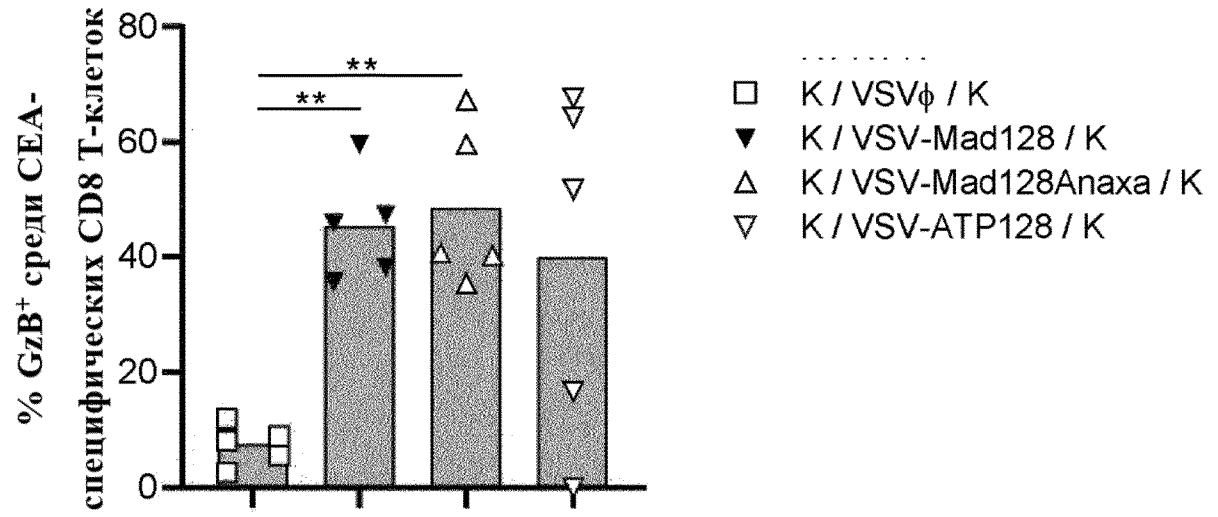 % GzB⁺ среди CEA-
специфических CD8 T-клеток
80
60
40
20
0
**
**
K / VSVϕ / K
K / VSV-Mad128 / K
K / VSV-Mad128Anaxa / K
K / VSV-ATP128 / K